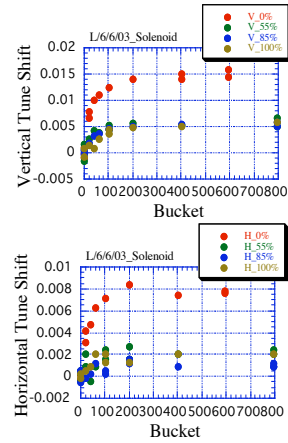 V_0%
V_55%
V_85%
V_100%
L/6/6/03_Solenoid
0.02
0.015
0.01
0.005
0
-0.005
Vertical Tune Shift
0 100 200 300 400 500 600 700 800
Bucket
H_0%
H_55%
H_85%
H_100%
L/6/6/03_Solenoid
0.01
0.008
0.006
0.004
0.002
0
-0.002
Horizontal Tune Shift
0 100 200 300 400 500 600 700 800
Bucket